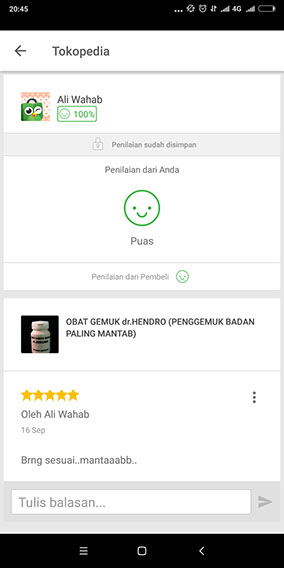 20:45
... 4G
Tokopedia
Ali Wahab
100%
Penilaian sudah disimpan
Penilaian dari Anda
Puas
Penilaian dari Pembeli
OBAT GEMUK dr.HENDRO (PENGGEMUK BADAN
PALING MANTAB)
Oleh Ali Wahab
16 Sep
Brng sesuai..mantaaabb..
Tulis balasan...